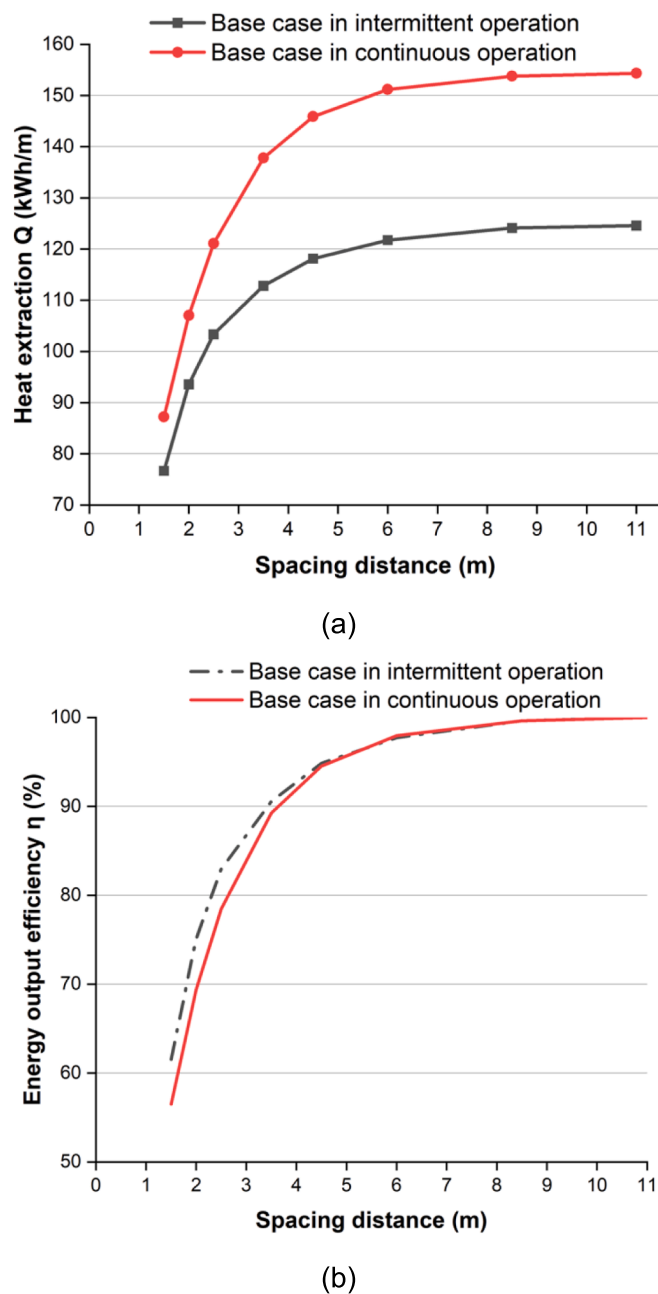 Base case in intermittent operation
Base case in continuous operation
160
150
140
130
120
110
100
90
80
70
Heat extraction Q (kWh/m)
0 1 2 3 4 5 6 7 8 9 10 11
Spacing distance (m)
(a)
Base case in intermittent operation
Base case in continuous operation
100
90
80
70
60
50
Energy output efficiency η (%)
0 1 2 3 4 5 6 7 8 9 10 11
Spacing distance (m)
(b)